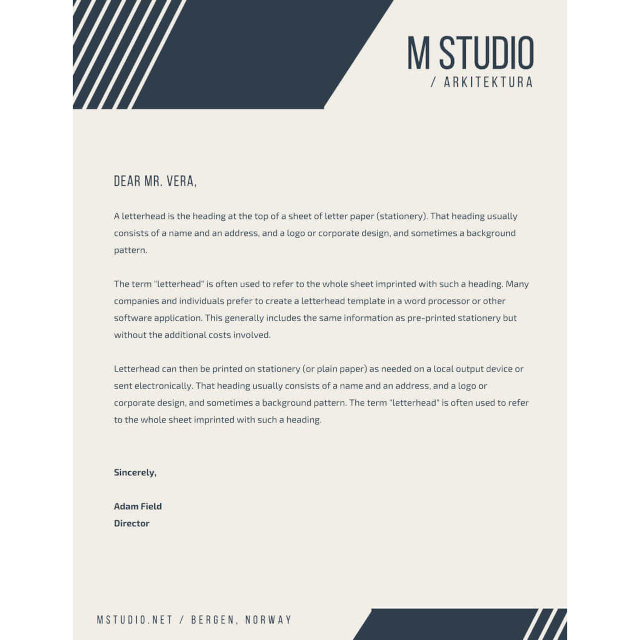 M STUDIO
/ ARKITEKTURA
DEAR MR. VERA,
A letterhead is the heading at the top of a sheet of letter paper (stationery). That heading usually
consists of a name and an address, and a logo or corporate design, and sometimes a background
pattern.
The term "letterhead" is often used to refer to the whole sheet imprinted with such a heading. Many
companies and individuals prefer to create a letterhead template in a word processor or other
software application. This generally includes the same information as pre-printed stationery but
without the additional costs involved.
Letterhead can then be printed on stationery (or plain paper) as needed on a local output device or
sent electronically. That heading usually consists of a name and an address, and a logo or
corporate design, and sometimes a background pattern. The term "letterhead" is often used to refer
to the whole sheet imprinted with such a heading.
Sincerely,
Adam Field
Director
MSTUDIO.NET / BERGEN, NORWAY